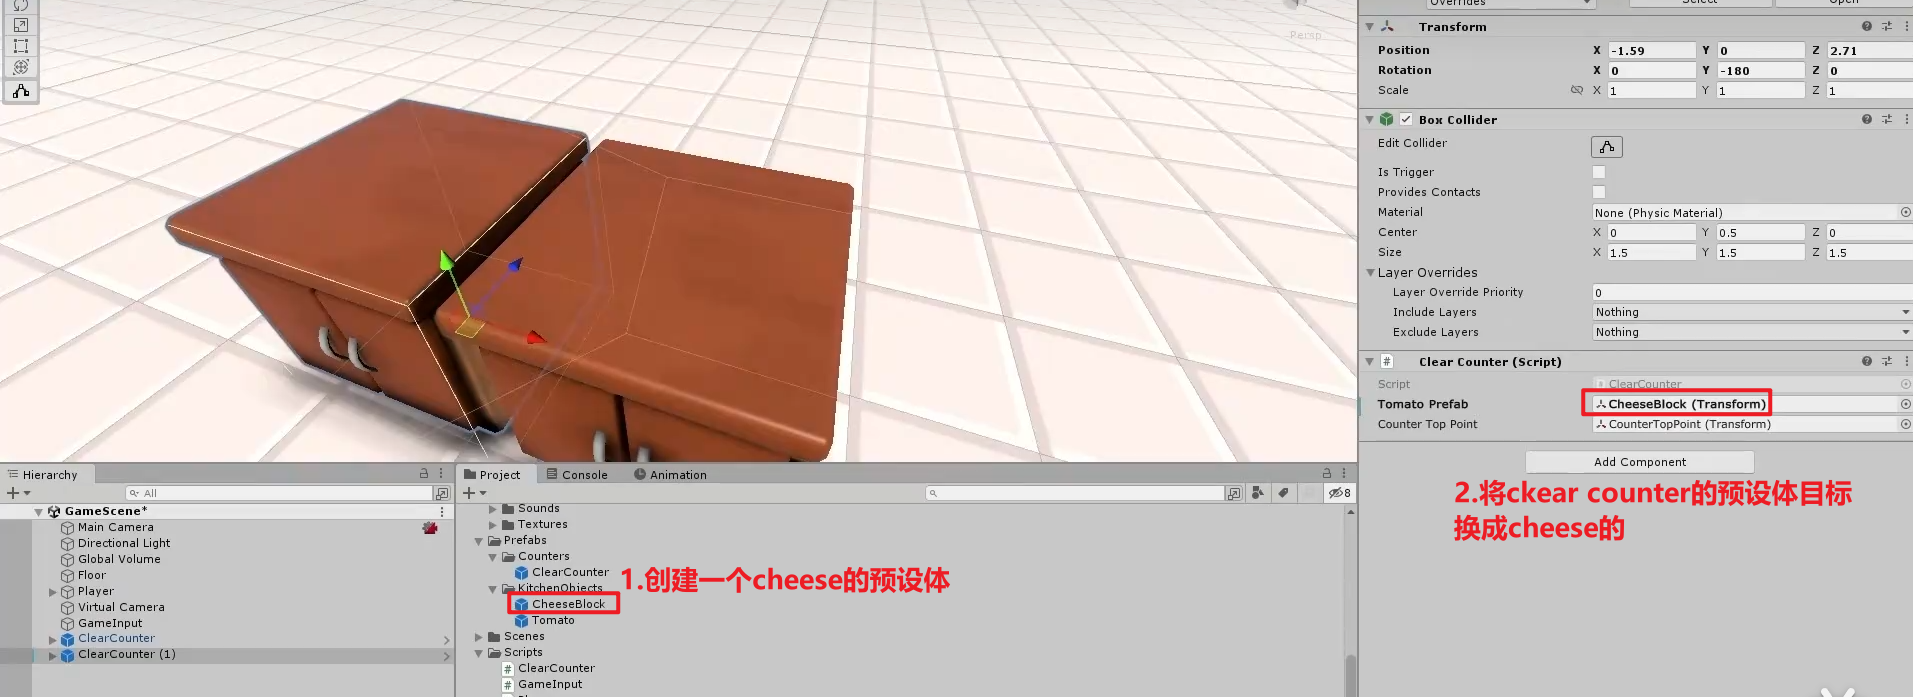 Overrides
Select
Open
Persp
Transform
Position X -1.59 Y 0 Z 2.71
Rotation X 0 Y -180 Z 0
Scale X 1 Y 1 Z 1
Box Collider
Edit Collider
Is Trigger
Provides Contacts
Material None (Physic Material)
Center X 0 Y 0.5 Z 0
Size X 1.5 Y 1.5 Z 1.5
Layer Overrides
Layer Override Priority 0
Include Layers Nothing
Exclude Layers Nothing
# Clear Counter (Script)
Script ClearCounter
Tomato Prefab CheeseBlock (Transform)
Counter Top Point CounterTopPoint (Transform)
Add Component
2.将ckear counter的预设体目标
换成cheese的
Hierarchy
All
GameScene*
Main Camera
Directional Light
Global Volume
Floor
Player
Virtual Camera
GameInput
ClearCounter
ClearCounter (1)
Project Console Animation
8
Sounds
Textures
Prefabs
Counters
ClearCounter
KitchenObjects
CheeseBlock
Tomato
Scenes
Scripts
# ClearCounter
# GameInput
1.创建一个cheese的预设体